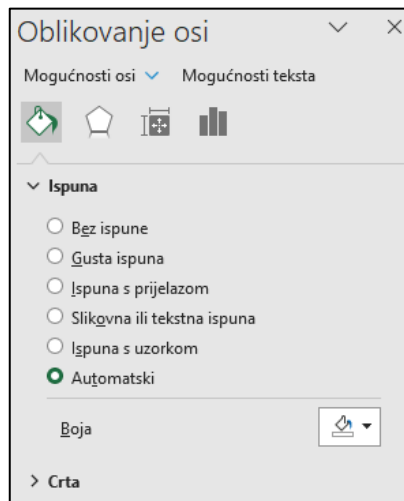 Oblikovanje osi
Mogućnosti osi Mogućnosti teksta
Ispuna
Bez ispune
Gusta ispuna
Ispuna s prijelazom
Slikovna ili tekstna ispuna
Ispuna s uzorkom
Automatski
Boja
Crta